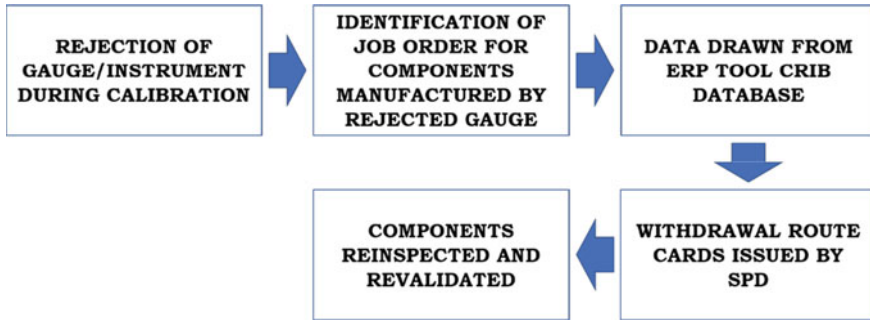 REJECTION OF
GAUGE/INSTRUMENT
DURING CALIBRATION
IDENTIFICATION OF
JOB ORDER FOR
COMPONENTS
MANUFACTURED BY
REJECTED GAUGE
DATA DRAWN FROM
ERP TOOL CRIB
DATABASE
WITHDRAWAL ROUTE
CARDS ISSUED BY
SPD
COMPONENTS
REINSPECTED AND
REVALIDATED